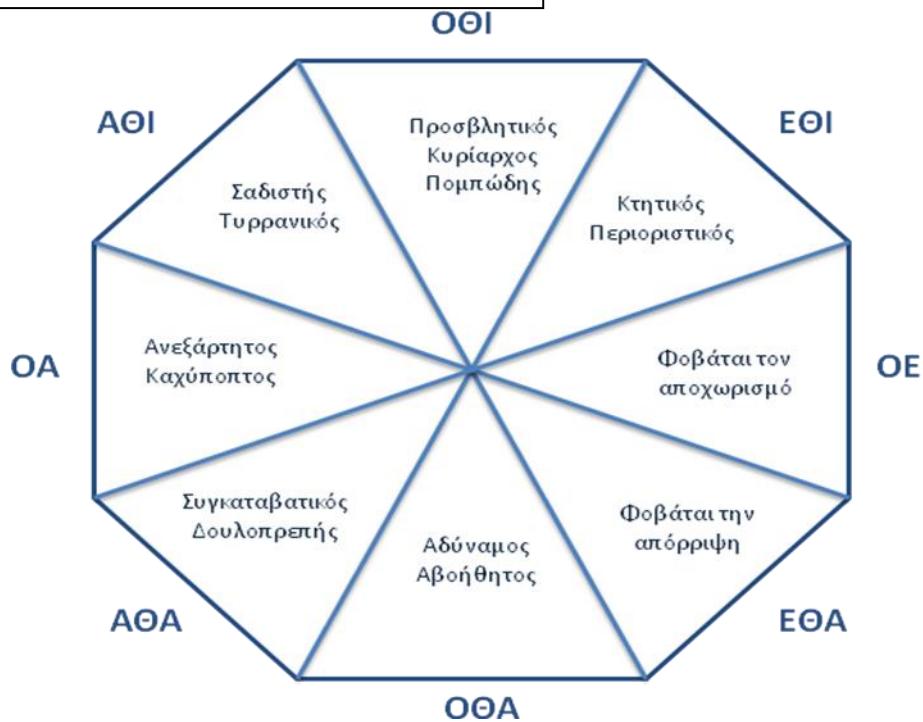 ΟΘΙ
ΑΘΙ
ΕΘΙ
Προσβλητικός
Κυρίαρχος
Πομπώδης
Σαδιστής
Τυρρανικός
Κτητικός
Περιοριστικός
ΟΑ
Ανεξάρτητος
Καχύποπτος
Φοβάται τον
αποχωρισμό
ΟΕ
Συγκαταβατικός
Δουλοπρεπής
Αδύναμος
Αβοήθητος
Φοβάται την
απόρριψη
ΑΘΑ
ΕΘΑ
ΟΘΑ